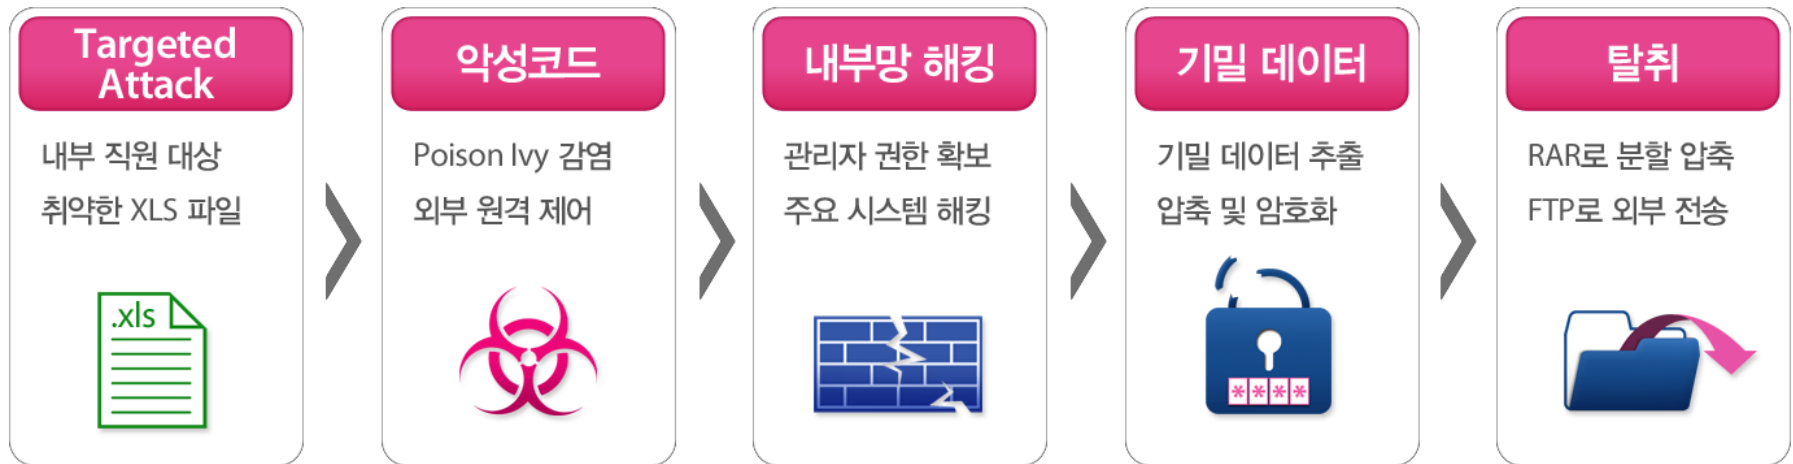 Targeted
Attack
내부 직원 대상
취약한 XLS 파일
.xls
악성코드
Poison Ivy 감염
외부 원격 제어
내부망 해킹
관리자 권한 확보
주요 시스템 해킹
기밀 데이터
기밀 데이터 추출
압축 및 암호화
****
탈취
RAR로 분할 압축
FTP로 외부 전송